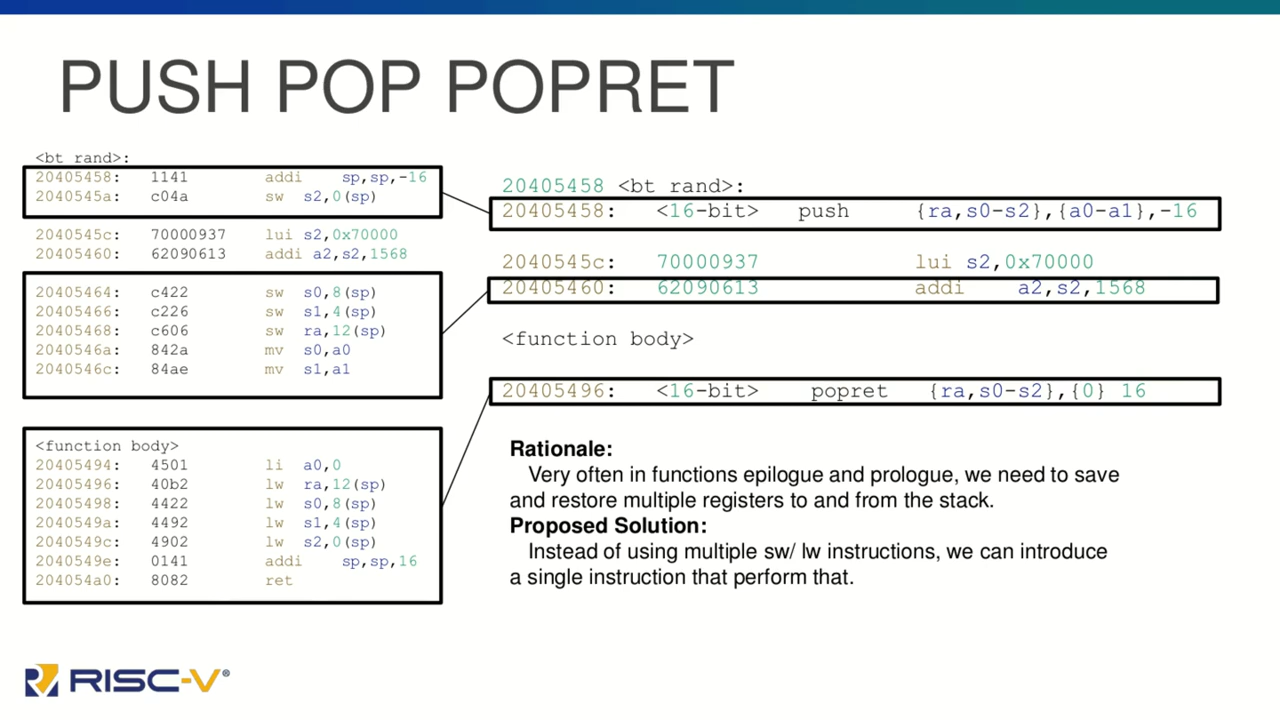 PUSH POP POPRET
<bt rand>:
20405458: 1141 addi sp,sp,-16
2040545a: c04a sw s2,0(sp)
2040545c: 70000937 lui s2,0x70000
20405460: 62090613 addi a2,s2,1568
20405464: c422 sw s0,8(sp)
20405466: c226 sw s1,4(sp)
20405468: c606 sw ra,12(sp)
2040546a: 842a mv s0,a0
2040546c: 84ae mv s1,a1
<function body>
20405494: 4501 li a0,0
20405496: 40b2 lw ra,12(sp)
20405498: 4422 lw s0,8(sp)
2040549a: 4492 lw s1,4(sp)
2040549c: 4902 lw s2,0(sp)
2040549e: 0141 addi sp,sp,16
204054a0: 8082 ret
20405458 <bt rand>:
20405458: <16-bit> push {ra,s0-s2},{a0-a1},-16
2040545c: 70000937 lui s2,0x70000
20405460: 62090613 addi a2,s2,1568
<function body>
20405496: <16-bit> popret {ra,s0-s2},{0} 16
Rationale:
Very often in functions epilogue and prologue, we need to save
and restore multiple registers to and from the stack.
Proposed Solution:
Instead of using multiple sw/ lw instructions, we can introduce
a single instruction that perform that.
RISC-V®